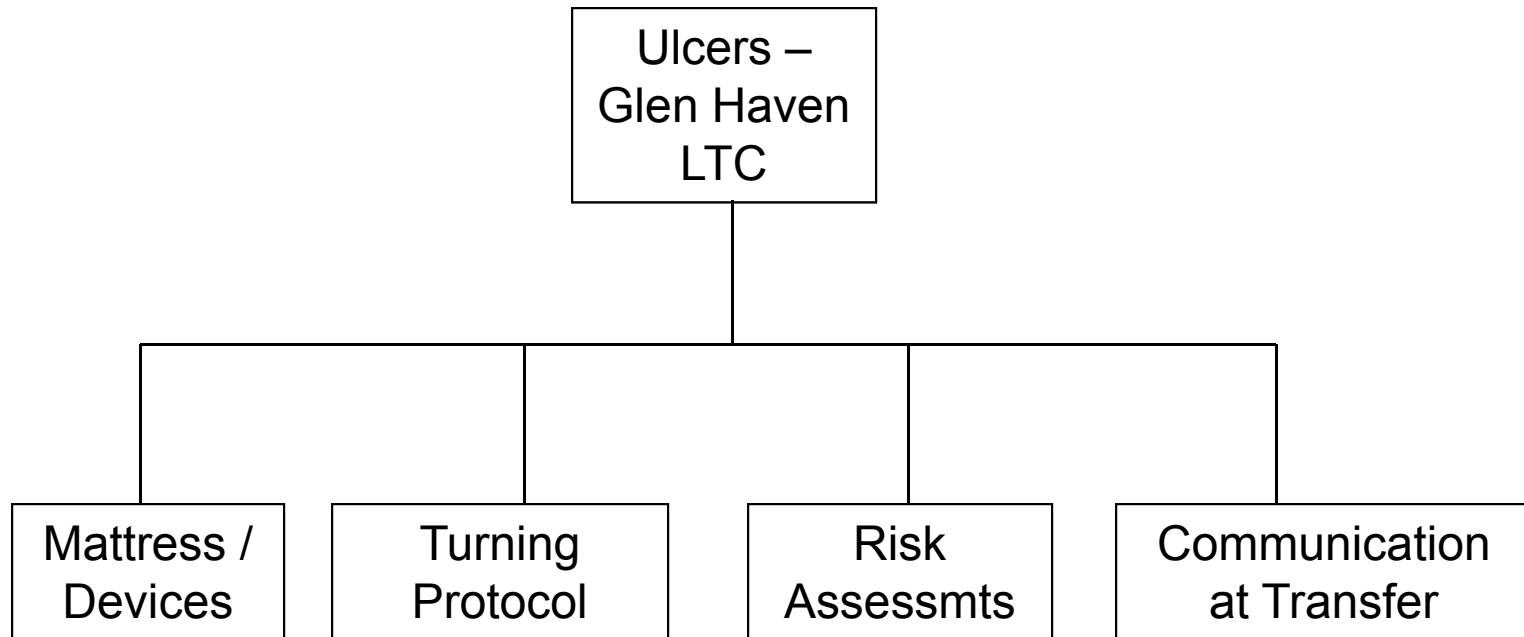 Ulcers –
Glen Haven
LTC
Mattress /
Devices
Turning
Protocol
Risk
Assessmts
Communication
at Transfer